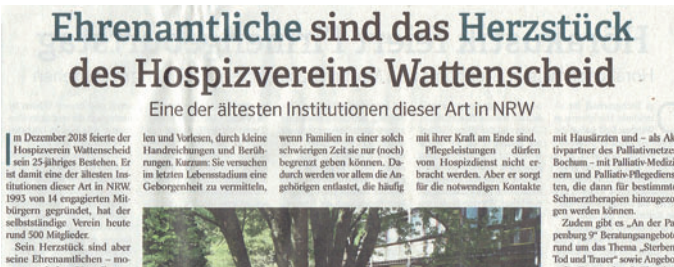 Ehrenamtliche sind das Herzstück
des Hospizvereins Wattenscheid
Eine der ältesten Institutionen dieser Art in NRW
Im Dezember 2018 feierte der
Hospizverein Wattenscheid
sein 25-jähriges Bestehen. Er
ist damit eine der ältesten Ins-
titutionen dieser Art in NRW.
1993 von 14 engagierten Mit-
bürgern gegründet, hat der
selbstständige Verein heute
rund 500 Mitglieder.
Sein Herzstück sind aber
seine Ehrenamtlichen – mo-
len und Vorlesen, durch kleine
Handreichungen und Berüh-
rungen. Kurzum: Sie versuchen
im letzten Lebensstadium eine
Geborgenheit zu vermitteln,
wenn Familien in einer solch
schwierigen Zeit sie nur (noch)
begrenzt geben können. Da-
durch werden vor allem die An-
gehörigen entlastet, die häufig
mit ihrer Kraft am Ende sind.
Pflegeleistungen dürfen
vom Hospizdienst nicht er-
bracht werden. Aber er sorgt
für die notwendigen Kontakte
mit Hausärzten und – als Ak
tivpartner des Palliativnetze
Bochum – mit Palliativ-Medizi
nern und Palliativ-Pflegediens
ten, die dann für bestimmte
Schmerztherapien hinzugezo
gen werden können.
Zudem gibt es „An der Pa
penburg 9" Beratungsangebote
rund um das Thema „Sterben
Tod und Trauer" sowie Angebo